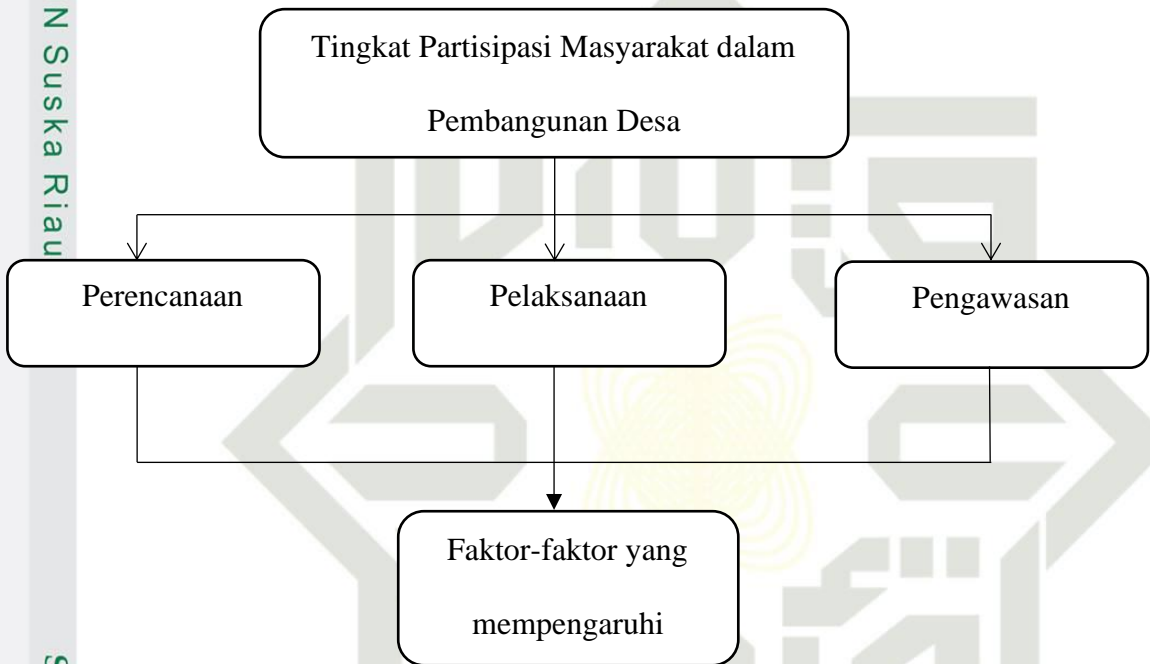 N Suska Riau
Tingkat Partisipasi Masyarakat dalam
Pembangunan Desa
Perencanaan
Pelaksanaan
Pengawasan
Faktor-faktor yang
mempengaruhi